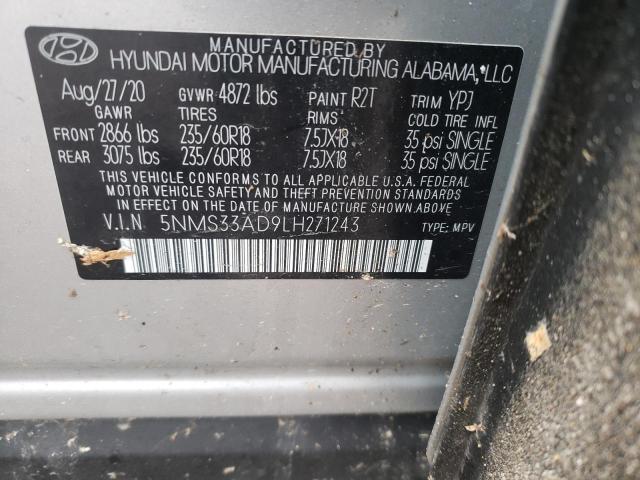 MANUFACTURED BY
HYUNDAI MOTOR MANUFACTURING ALABAMA, LLC
Aug/27/20 GVWR 4872 lbs PAINT R2T TRIM YPJ
GAWR TIRES RIMS COLD TIRE INFL
FRONT 2866 lbs 235/60R18 7.5JX18 35 psi SINGLE
REAR 3075 lbs 235/60R18 7.5JX18 35 psi SINGLE
THIS VEHICLE CONFORMS TO ALL APPLICABLE U.S.A. FEDERAL
MOTOR VEHICLE SAFETY AND THEFT PREVENTION STANDARDS
IN EFFECT ON THE DATE OF MANUFACTURE SHOWN ABOVE.
V.I.N 5NMS33AD9LH271243 TYPE: MPV